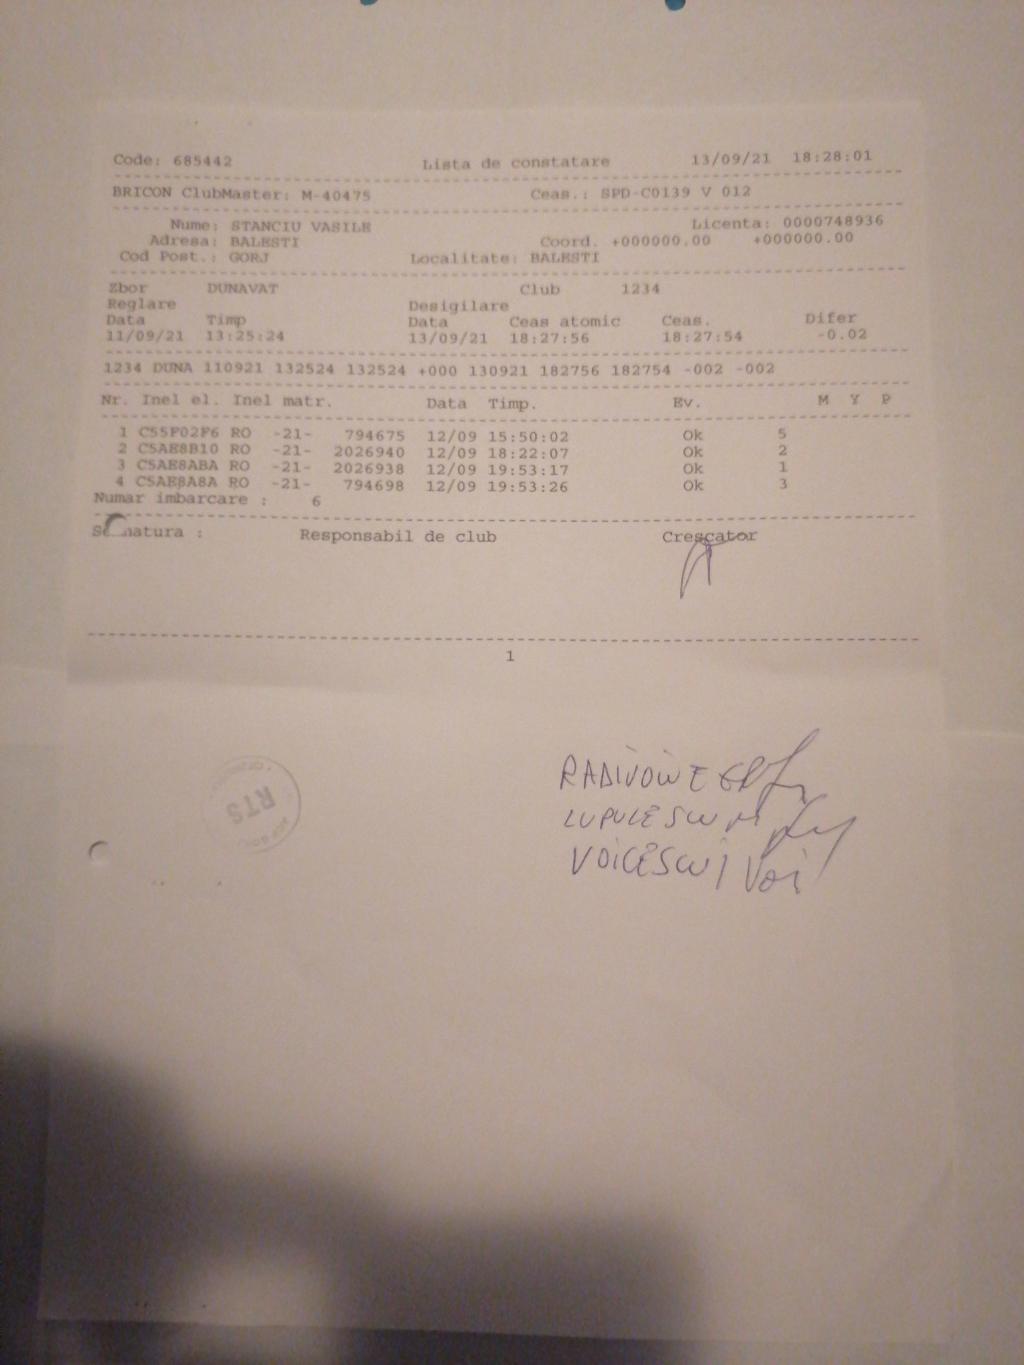 Code: 685442 Lista de constatare 13/09/21 18:28:01
BRICON ClubMaster: M-40475 Ceas.: SPD-C0139 V 012
Nume: STANCIU VASILE Licenta: 0000748936
Adresa: BALESTI Coord. +000000.00 +000000.00
Cod Post.: GORJ Localitate: BALESTI
Zbor DUNAVAT Club 1234
Reglare Desigilare
Data Timp Data Ceas atomic Ceas. Difer
11/09/21 13:25:24 13/09/21 18:27:56 18:27:54 -0.02
1234 DUNA 110921 132524 132524 +000 130921 182756 182754 -002 -002
Nr. Inel el. Inel matr. Data Timp. Ev. M Y P
1 C55F02F6 RO -21- 794675 12/09 15:50:02 Ok 5
2 C5AE8B10 RO -21- 2026940 12/09 18:22:07 Ok 2
3 C5AE8ABA RO -21- 2026938 12/09 19:53:17 Ok 1
4 C5AE8A8A RO -21- 794698 12/09 19:53:26 Ok 3
Numar imbarcare : 6
Semnatura : Responsabil de club Crescator
1
RTS
LUPULESCU
VOICESCU I Voi